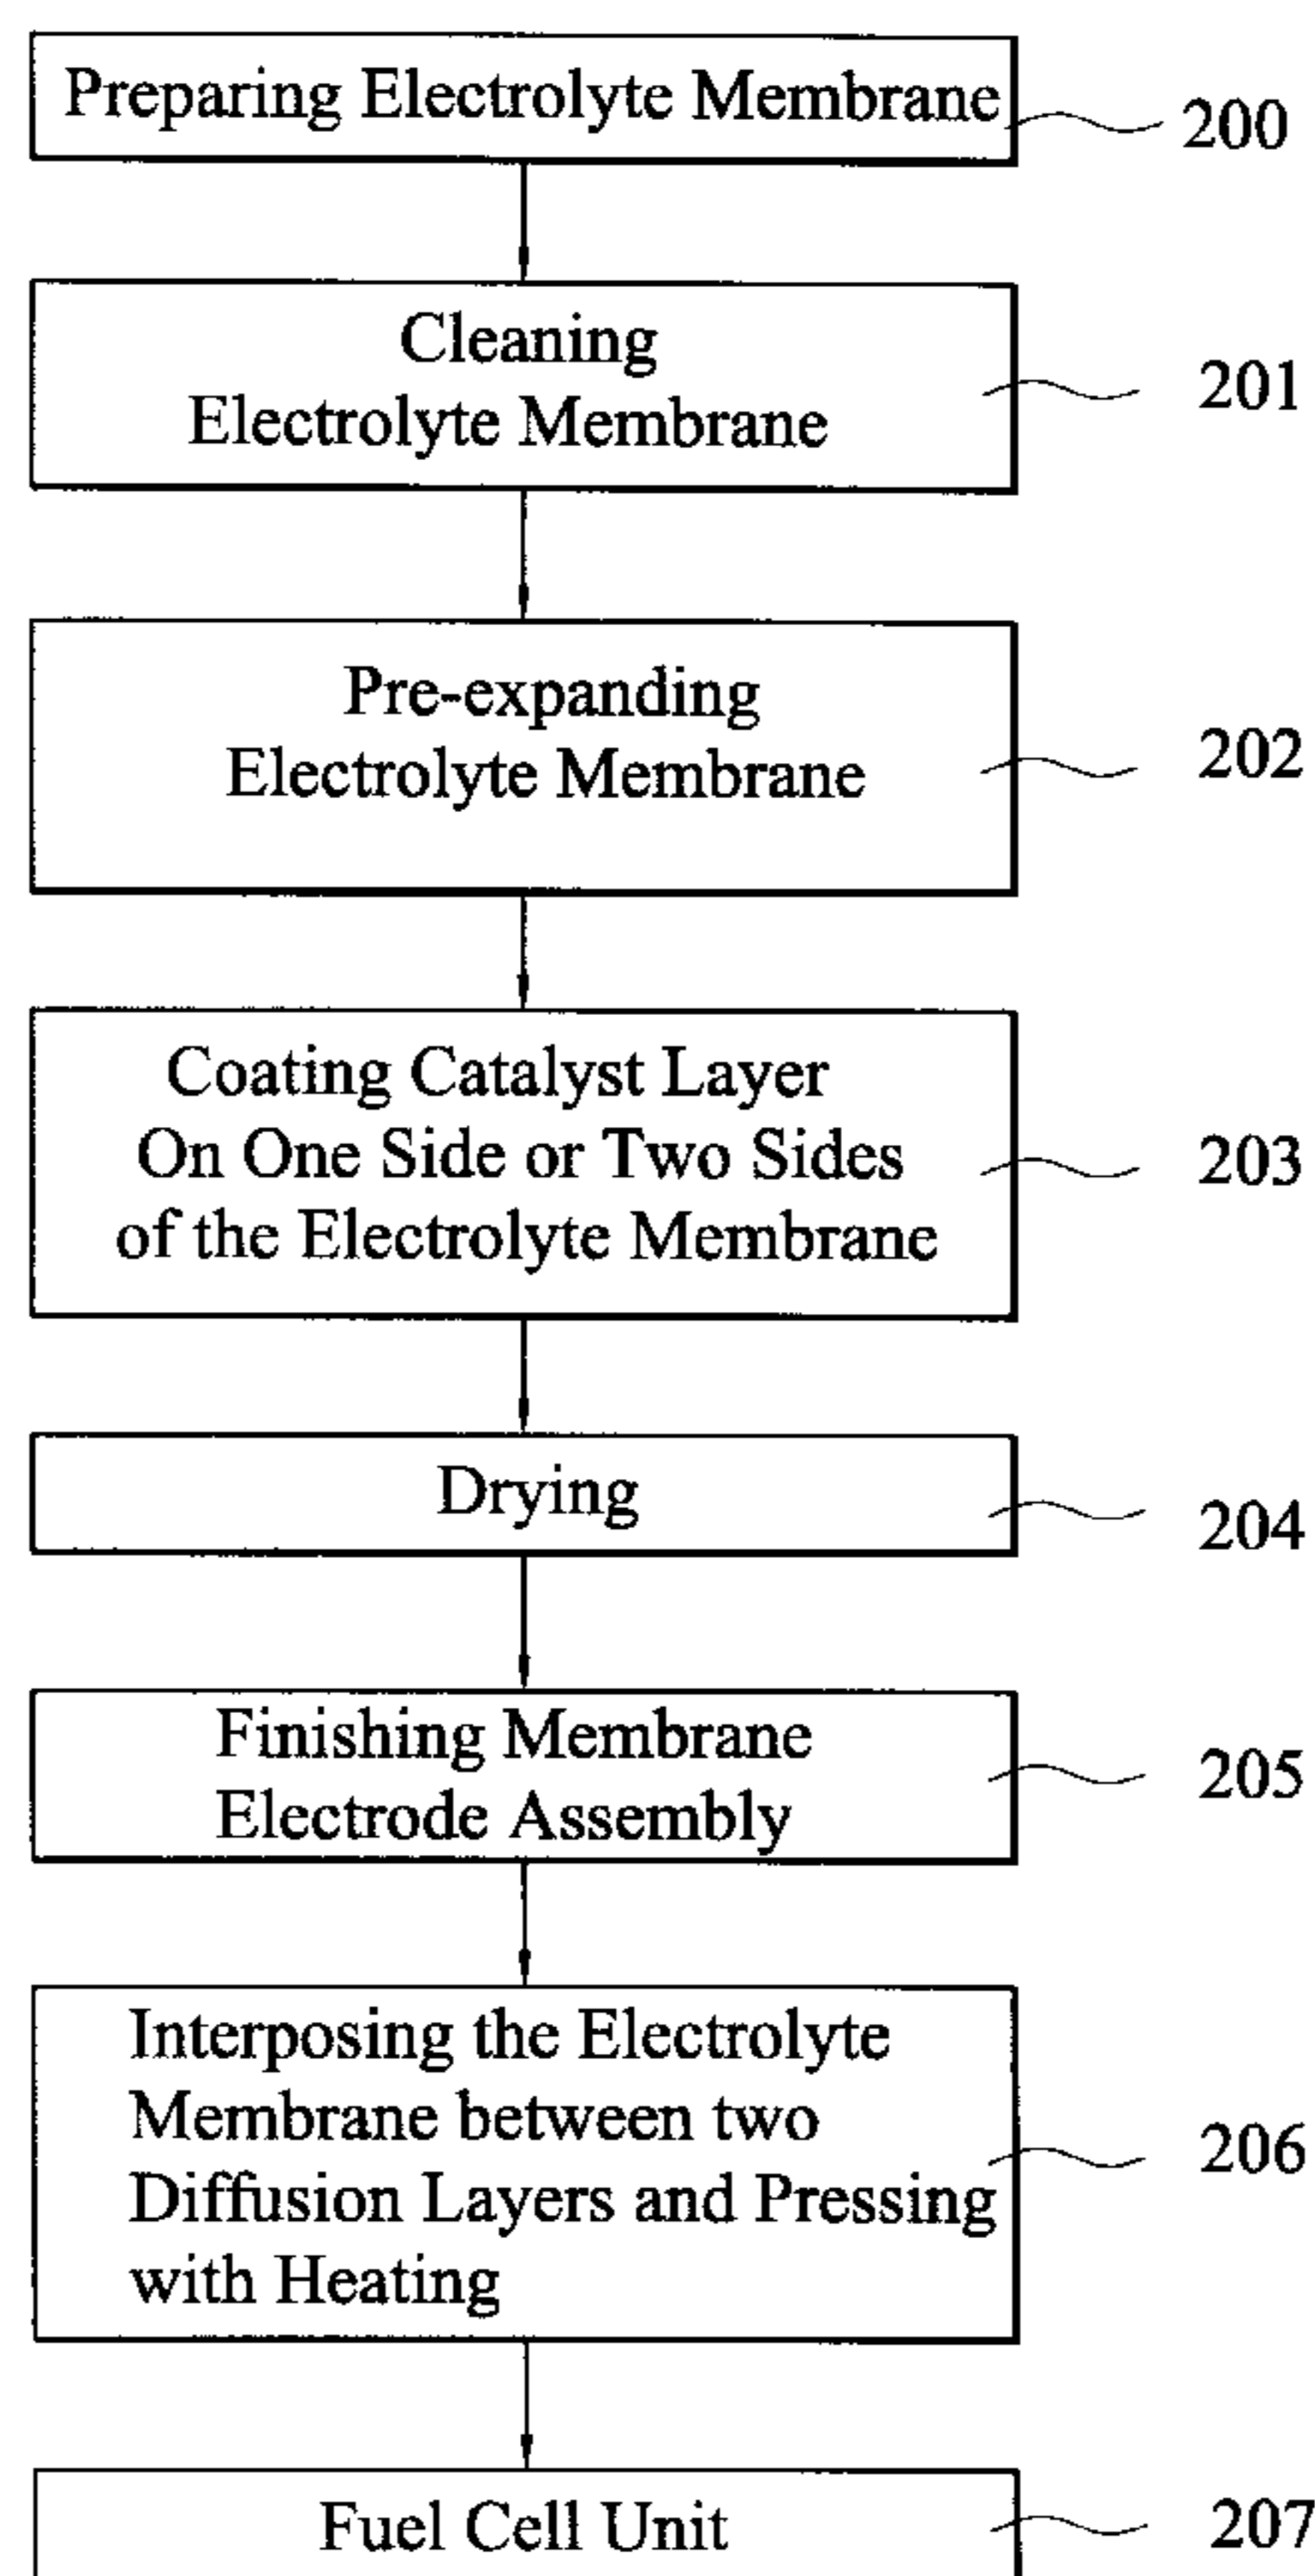 Preparing Electrolyte Membrane
200
Cleaning
Electrolyte Membrane
201
Pre-expanding
Electrolyte Membrane
202
Coating Catalyst Layer
On One Side or Two Sides
of the Electrolyte Membrane
203
Drying
204
Finishing Membrane
Electrode Assembly
205
Interposing the Electrolyte
Membrane between two
Diffusion Layers and Pressing
with Heating
206
Fuel Cell Unit
207